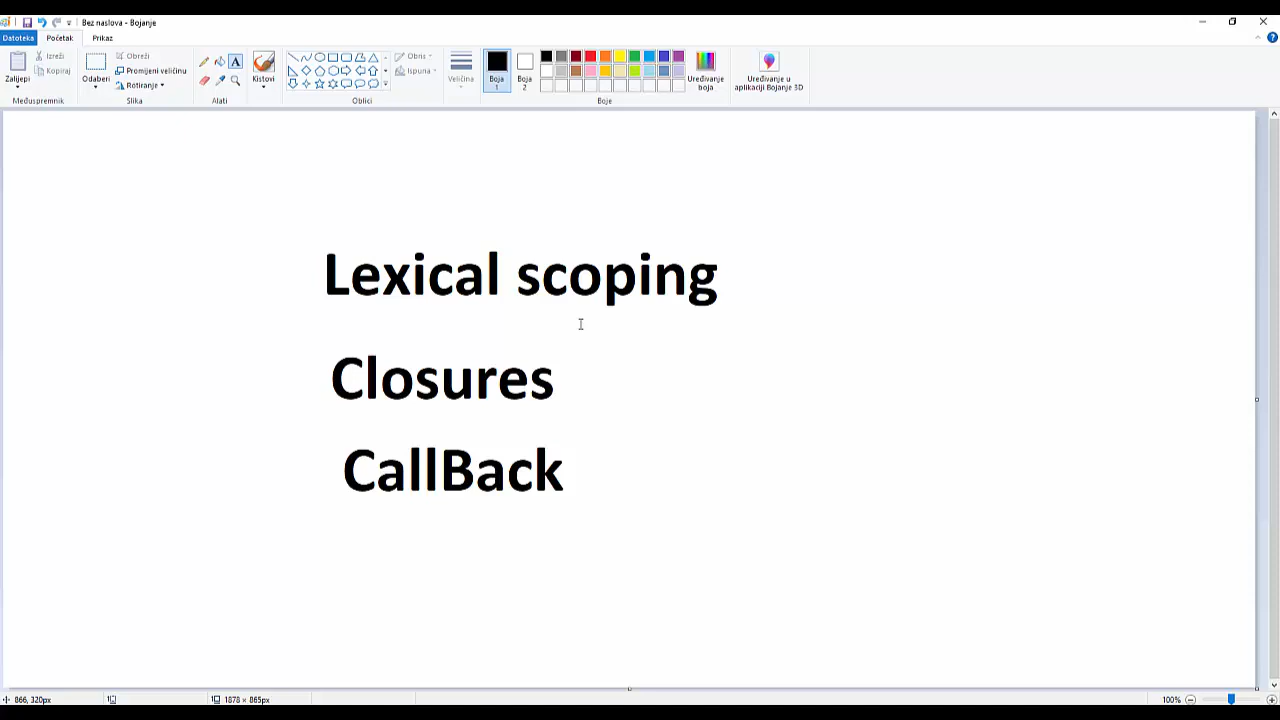 Bez naslova - Bojanje
Datoteka Početak Prikaz
Zalijepi Izreži Kopiraj
Međuspremnik
Odaberi Obreži Promijeni veličinu Rotiranje
Slika
A
Alati
Kistovi
Obris Ispuna
Oblici
Veličina
Boja 1 Boja 2
Uređivanje boja
Boje
Uređivanje u aplikaciji Bojanje 3D
Lexical scoping
Closures
CallBack
866, 320px 1878 × 865px 100%